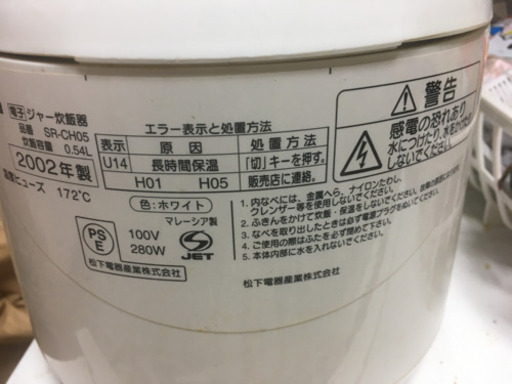 電子 ジャー炊飯器
品番 SR-CH05
炊飯容量 0.54L
2002年製
温度ヒューズ 172℃
エラー表示と処置方法
表示 原因 処置方法
U14 長時間保温 「切」キーを押す。
H01 H05 販売店に連絡。
色:ホワイト
マレーシア製
PS
E
100V
280W
JET
松下電器産業株式会社
警告
感電の恐れあり
水につけたり、水をかけたり
しないでください。
1. 内なべには、金属へら、ナイロンたわし、
クレンザー等を使用しないでください。
2. ふきんをかけて炊飯・保温をしないでください。
3. なべを取り出したときは必ず電源プラグをぬいてください。
4. ご使用の際はふたを必ず閉めて下さい。
5. 本体内部に水を入れないでください。
松下電器産業株式会社